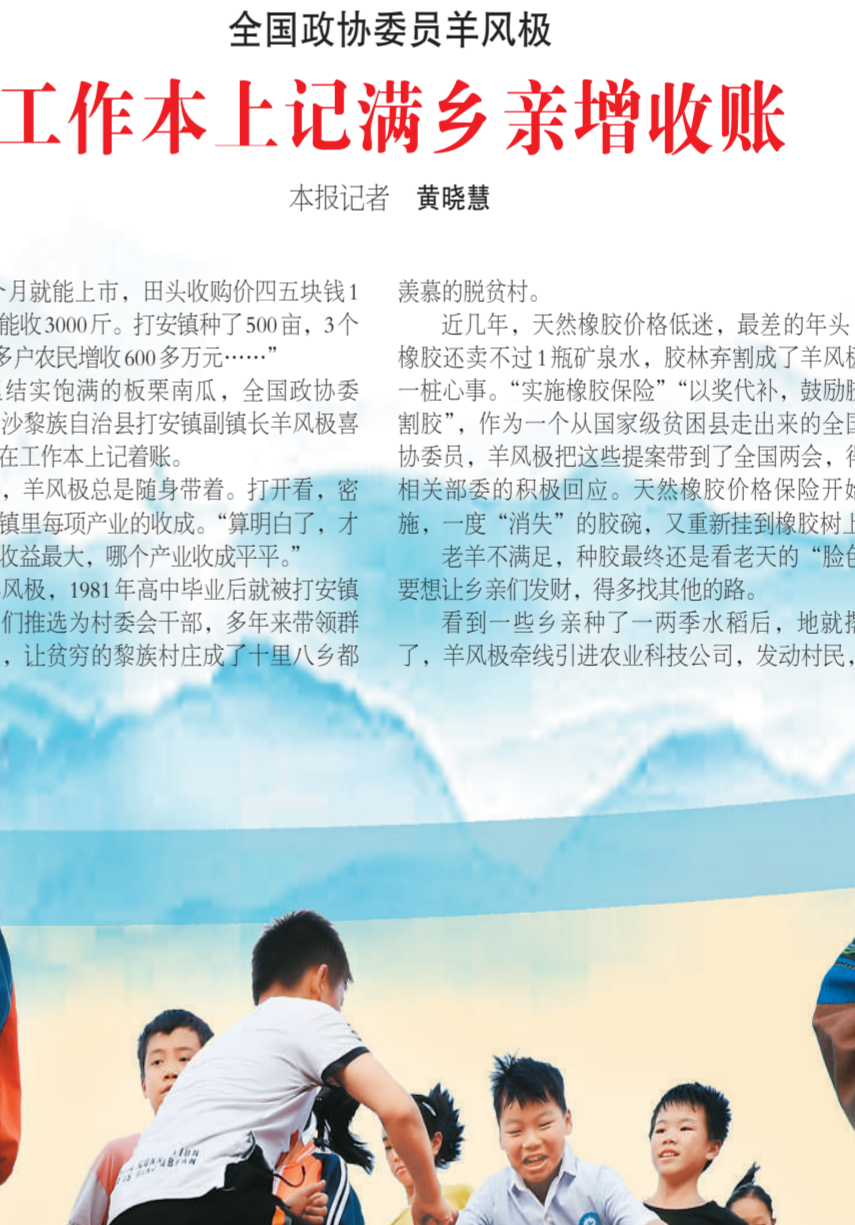 全国政协委员羊风极
工作本上记满乡亲增收账
本报记者 黄晓慧
个月就能上市，田头收购价四五块钱1
能收3000斤。打安镇种了500亩，3个
多户农民增收600多万元……”
结实饱满的板栗南瓜，全国政协委
沙黎族自治县打安镇副镇长羊风极喜
在工作本上记着账。
，羊风极总是随身带着。打开看，密
镇里每项产业的收成。“算明白了，才
收益最大，哪个产业收成平平。”
风极，1981年高中毕业后就被打安镇
们推选为村委会干部，多年来带领群
，让贫穷的黎族村庄成了十里八乡都
羡慕的脱贫村。
近几年，天然橡胶价格低迷，最差的年头
橡胶还卖不过1瓶矿泉水，胶林弃割成了羊风极
一桩心事。“实施橡胶保险”“以奖代补，鼓励胶
割胶”，作为一个从国家级贫困县走出来的全国
协委员，羊风极把这些提案带到了全国两会，得
相关部委的积极回应。天然橡胶价格保险开始
施，一度“消失”的胶碗，又重新挂到橡胶树上
老羊不满足，种胶最终还是看老天的“脸色
要想让乡亲们发财，得多找其他的路。
看到一些乡亲种了一两季水稻后，地就撂
了，羊风极牵线引进农业科技公司，发动村民，